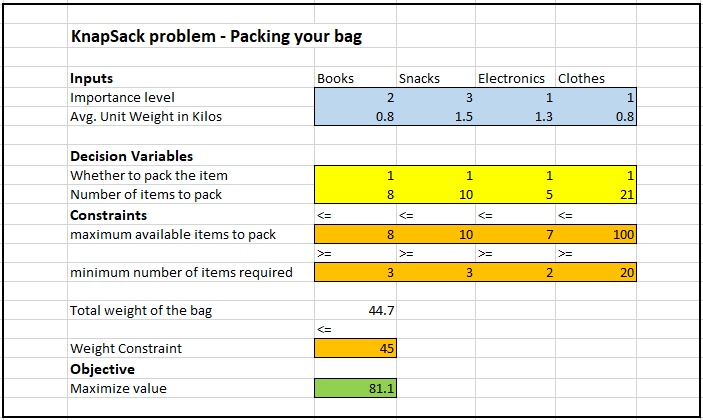 KnapSack problem - Packing your bag
Inputs Books Snacks Electronics Clothes
Importance level 2 3 1 1
Avg. Unit Weight in Kilos 0.8 1.5 1.3 0.8
Decision Variables
Whether to pack the item 1 1 1 1
Number of items to pack 8 10 5 21
Constraints <= <= <= <=
maximum available items to pack 8 10 7 100
>= >= >= >=
minimum number of items required 3 3 2 20
Total weight of the bag 44.7
<=
Weight Constraint 45
Objective
Maximize value 81.1